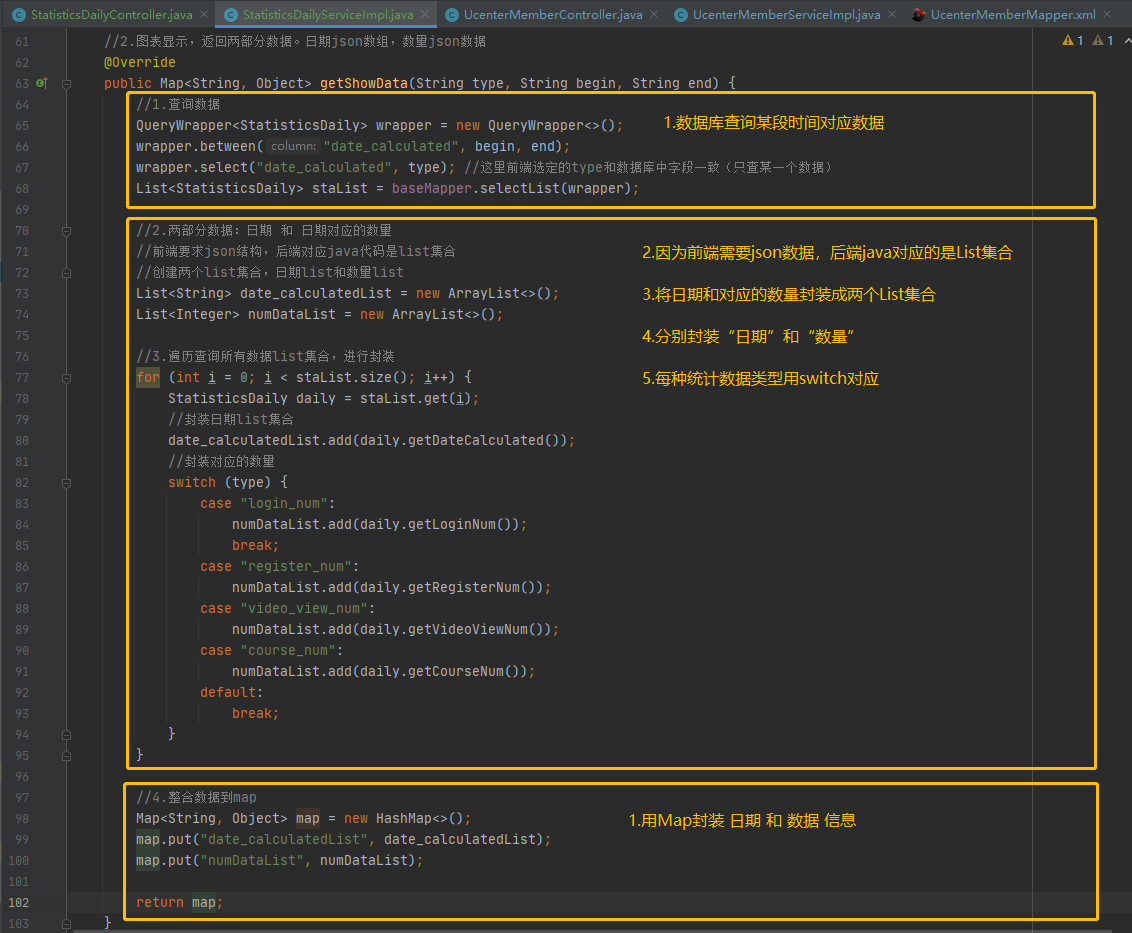 StatisticsDailyController.java StatisticsDailyServiceImpl.java UcenterMemberController.java UcenterMemberServiceImpl.java UcenterMemberMapper.xml
61 //2.图表显示，返回两部分数据。日期json数组，数量json数据 1 1
62 @Override
63 public Map<String, Object> getShowData(String type, String begin, String end) {
64 //1.查询数据
65 QueryWrapper<StatisticsDaily> wrapper = new QueryWrapper<>(); 1.数据库查询某段时间对应数据
66 wrapper.between( column: "date_calculated", begin, end);
67 wrapper.select("date_calculated", type); //这里前端选定的type和数据库中字段一致（只查某一个数据）
68 List<StatisticsDaily> staList = baseMapper.selectList(wrapper);
69
70 //2.两部分数据：日期 和 日期对应的数量
71 //前端要求json结构，后端对应java代码是list集合 2.因为前端需要json数据，后端java对应的是List集合
72 //创建两个list集合，日期list和数量list
73 List<String> date_calculatedList = new ArrayList<>(); 3.将日期和对应的数量封装成两个List集合
74 List<Integer> numDataList = new ArrayList<>();
75 4.分别封装“日期”和“数量”
76 //3.遍历查询所有数据list集合，进行封装
77 for (int i = 0; i < staList.size(); i++) { 5.每种统计数据类型用switch对应
78 StatisticsDaily daily = staList.get(i);
79 //封装日期list集合
80 date_calculatedList.add(daily.getDateCalculated());
81 //封装对应的数量
82 switch (type) {
83 case "login_num":
84 numDataList.add(daily.getLoginNum());
85 break;
86 case "register_num":
87 numDataList.add(daily.getRegisterNum());
88 case "video_view_num":
89 numDataList.add(daily.getVideoViewNum());
90 case "course_num":
91 numDataList.add(daily.getCourseNum());
92 default:
93 break;
94 }
95 }
96
97 //4.整合数据到map
98 Map<String, Object> map = new HashMap<>(); 1.用Map封装 日期 和 数据 信息
99 map.put("date_calculatedList", date_calculatedList);
100 map.put("numDataList", numDataList);
101
102 return map;
103 }